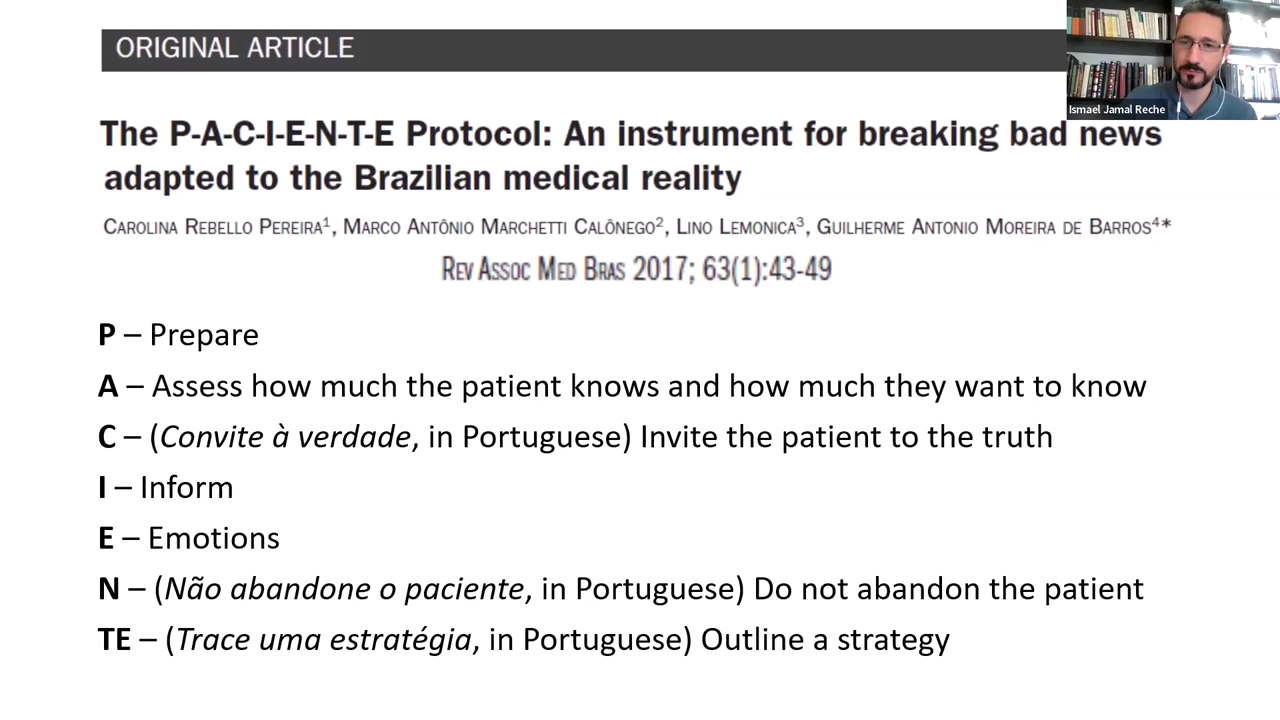 ORIGINAL ARTICLE
Ismael Jamal Reche
The P-A-C-I-E-N-T-E Protocol: An instrument for breaking bad news
adapted to the Brazilian medical reality
Carolina Rebello Pereira¹, Marco Antônio Marchetti Calônego², Lino Lemonica³, Guilherme Antonio Moreira de Barros⁴*
Rev Assoc Med Bras 2017; 63(1):43-49
P – Prepare
A – Assess how much the patient knows and how much they want to know
C – (Convite à verdade, in Portuguese) Invite the patient to the truth
I – Inform
E – Emotions
N – (Não abandone o paciente, in Portuguese) Do not abandon the patient
TE – (Trace uma estratégia, in Portuguese) Outline a strategy